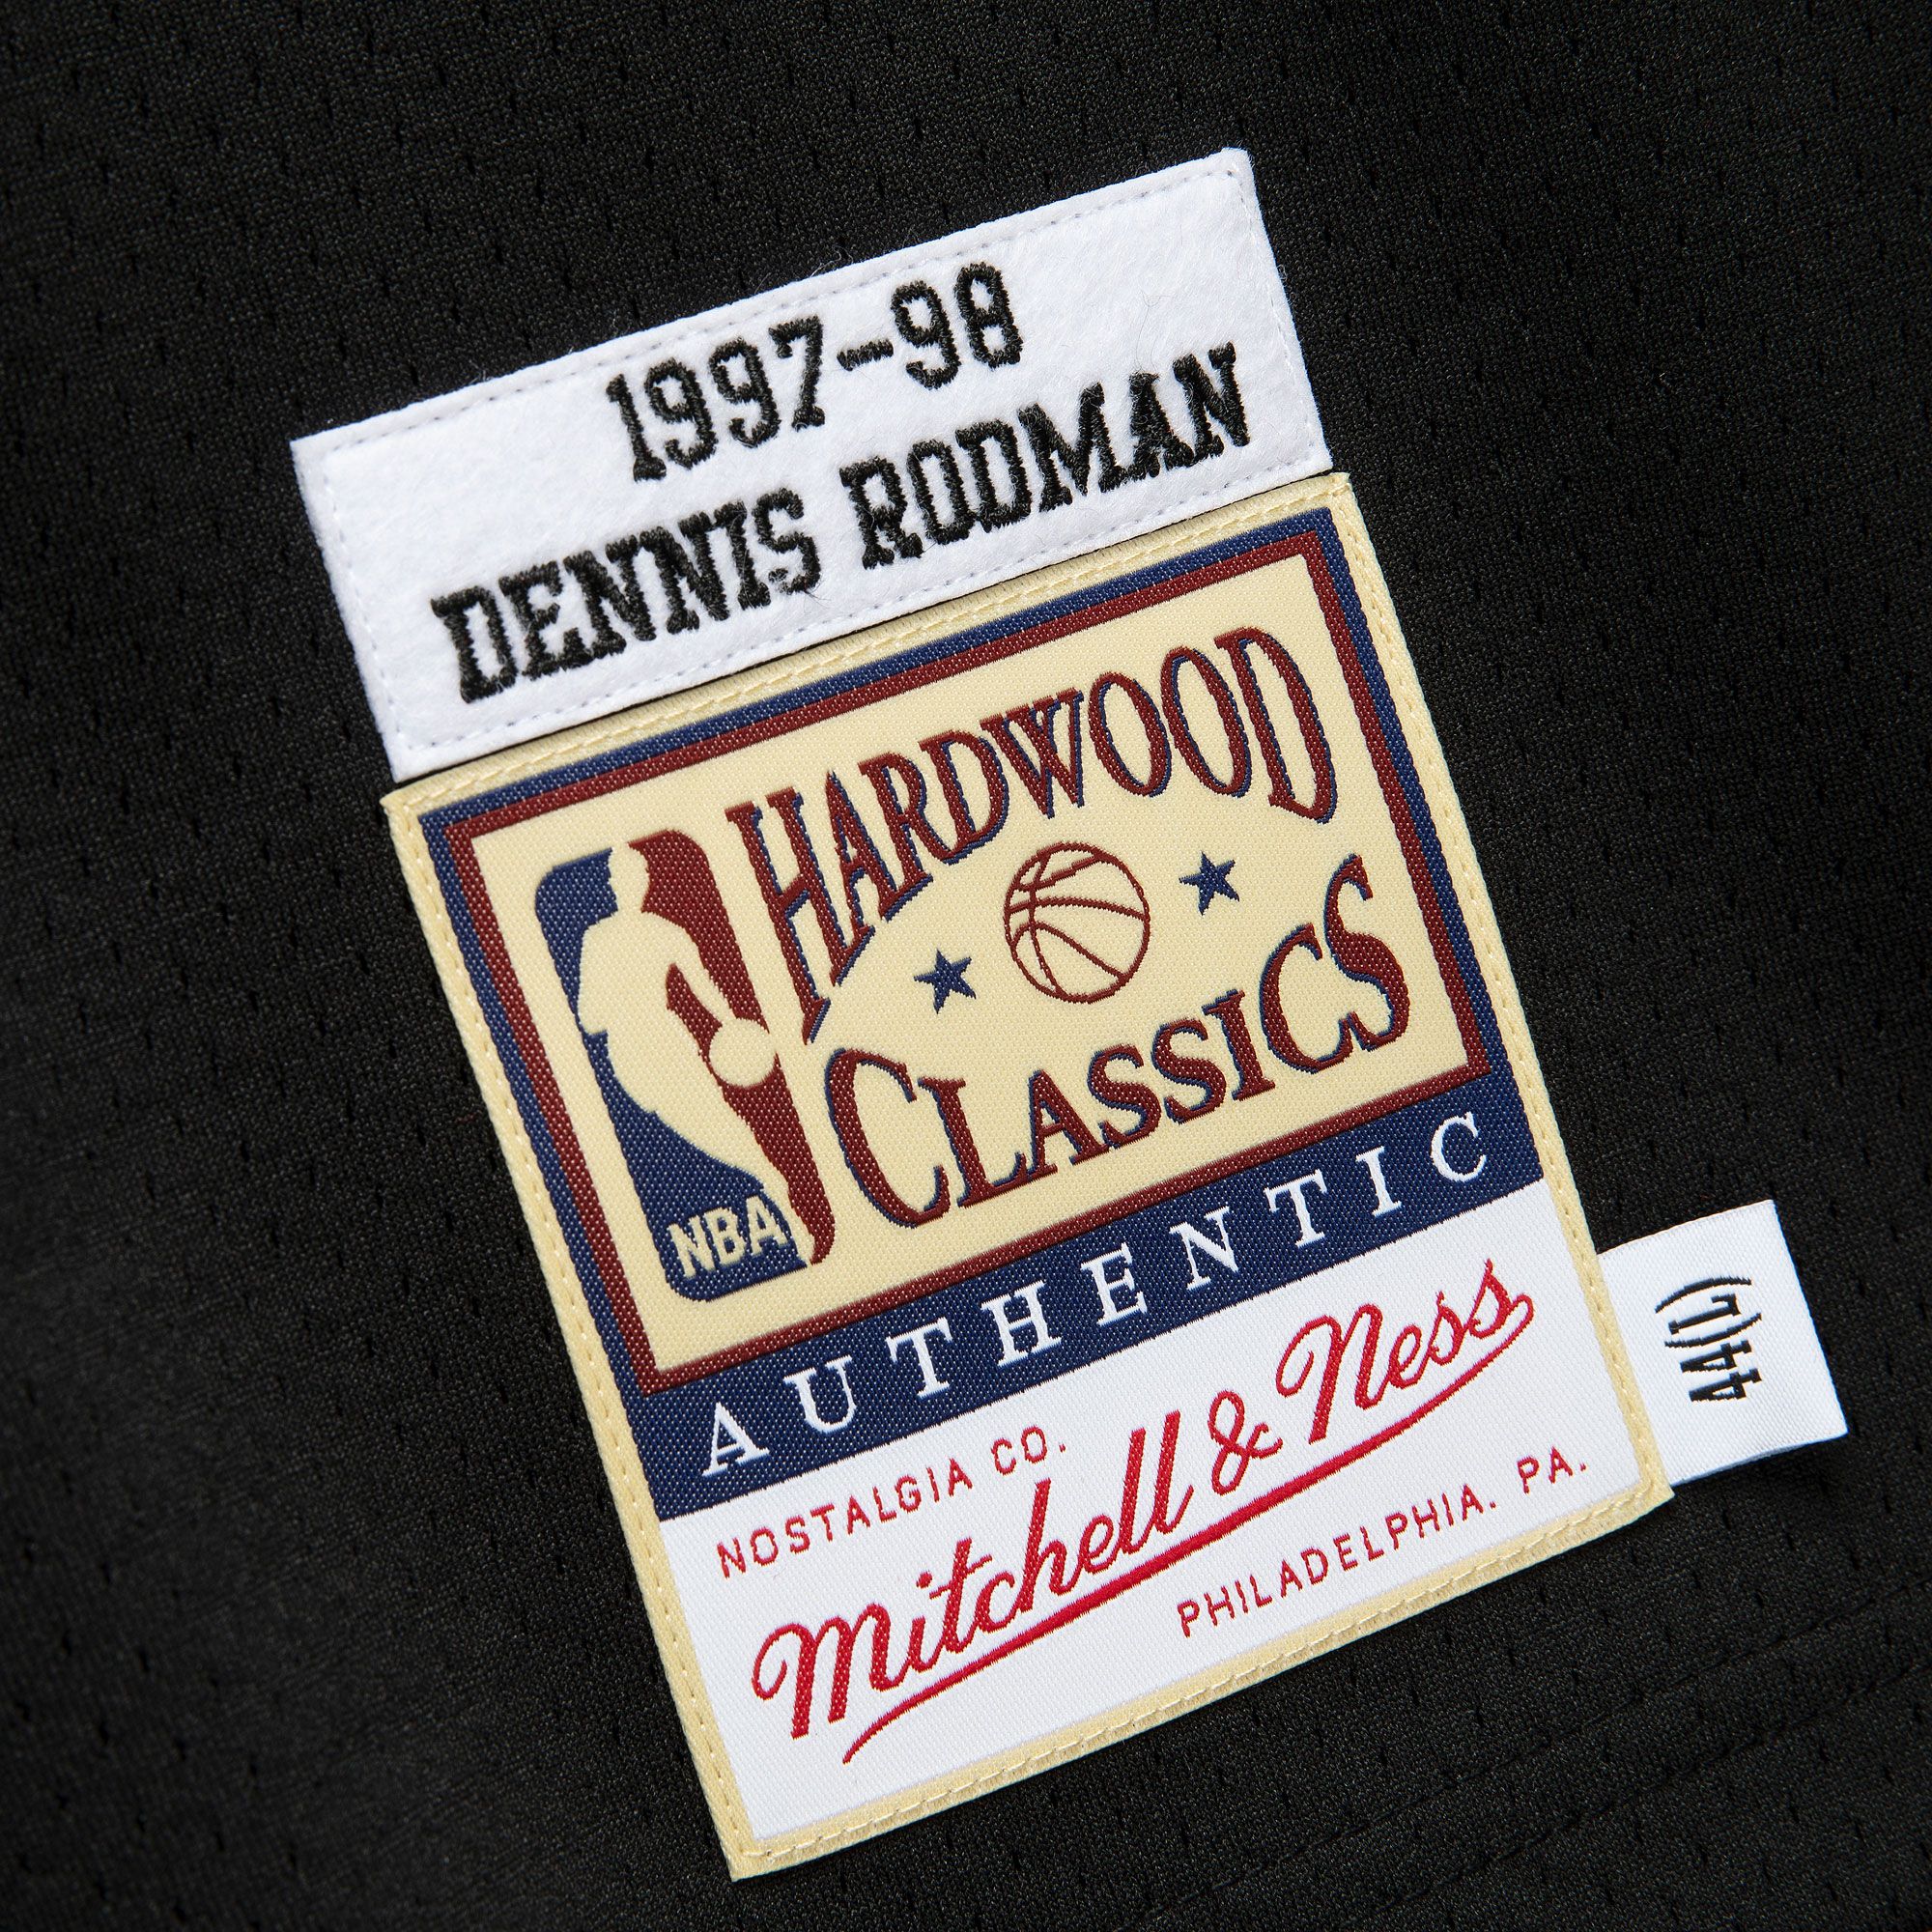 1997-98
DENNIS RODMAN
HARDWOOD
CLASSICS
NBA
AUTHENTIC
NOSTALGIA CO.
Mitchell & Ness
PHILADELPHIA. PA.
44(L)